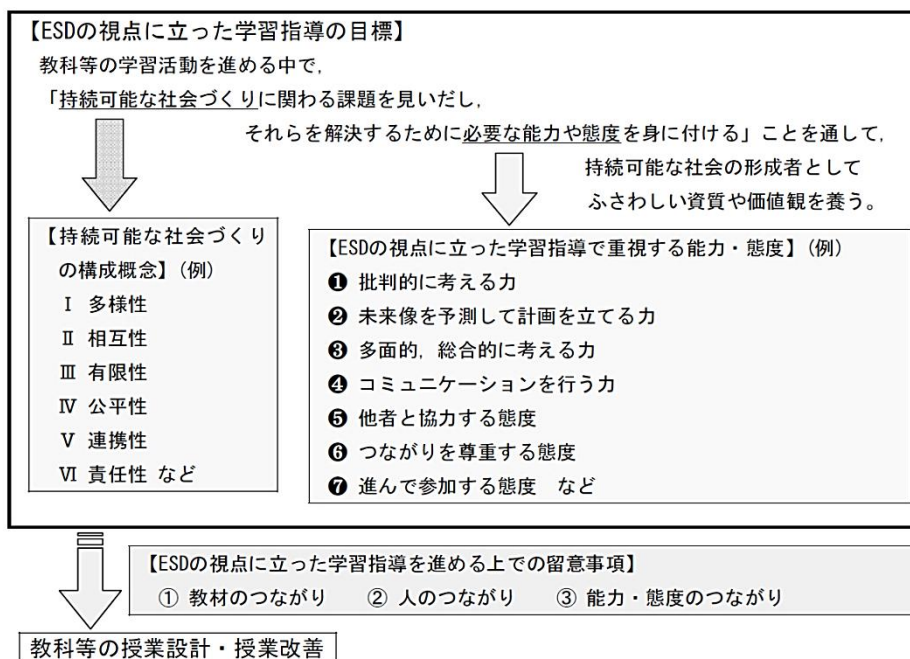 【ESDの視点に立った学習指導の目標】
教科等の学習活動を進める中で，
「持続可能な社会づくりに関わる課題を見いだし，
それらを解決するために必要な能力や態度を身に付ける」ことを通して，
持続可能な社会の形成者として
ふさわしい資質や価値観を養う。
【持続可能な社会づくり
の構成概念】（例）
Ⅰ 多様性
Ⅱ 相互性
Ⅲ 有限性
Ⅳ 公平性
Ⅴ 連携性
Ⅵ 責任性 など
【ESDの視点に立った学習指導で重視する能力・態度】（例）
❶ 批判的に考える力
❷ 未来像を予測して計画を立てる力
❸ 多面的，総合的に考える力
❹ コミュニケーションを行う力
❺ 他者と協力する態度
❻ つながりを尊重する態度
❼ 進んで参加する態度 など
【ESDの視点に立った学習指導を進める上での留意事項】
① 教材のつながり ② 人のつながり ③ 能力・態度のつながり
教科等の授業設計・授業改善